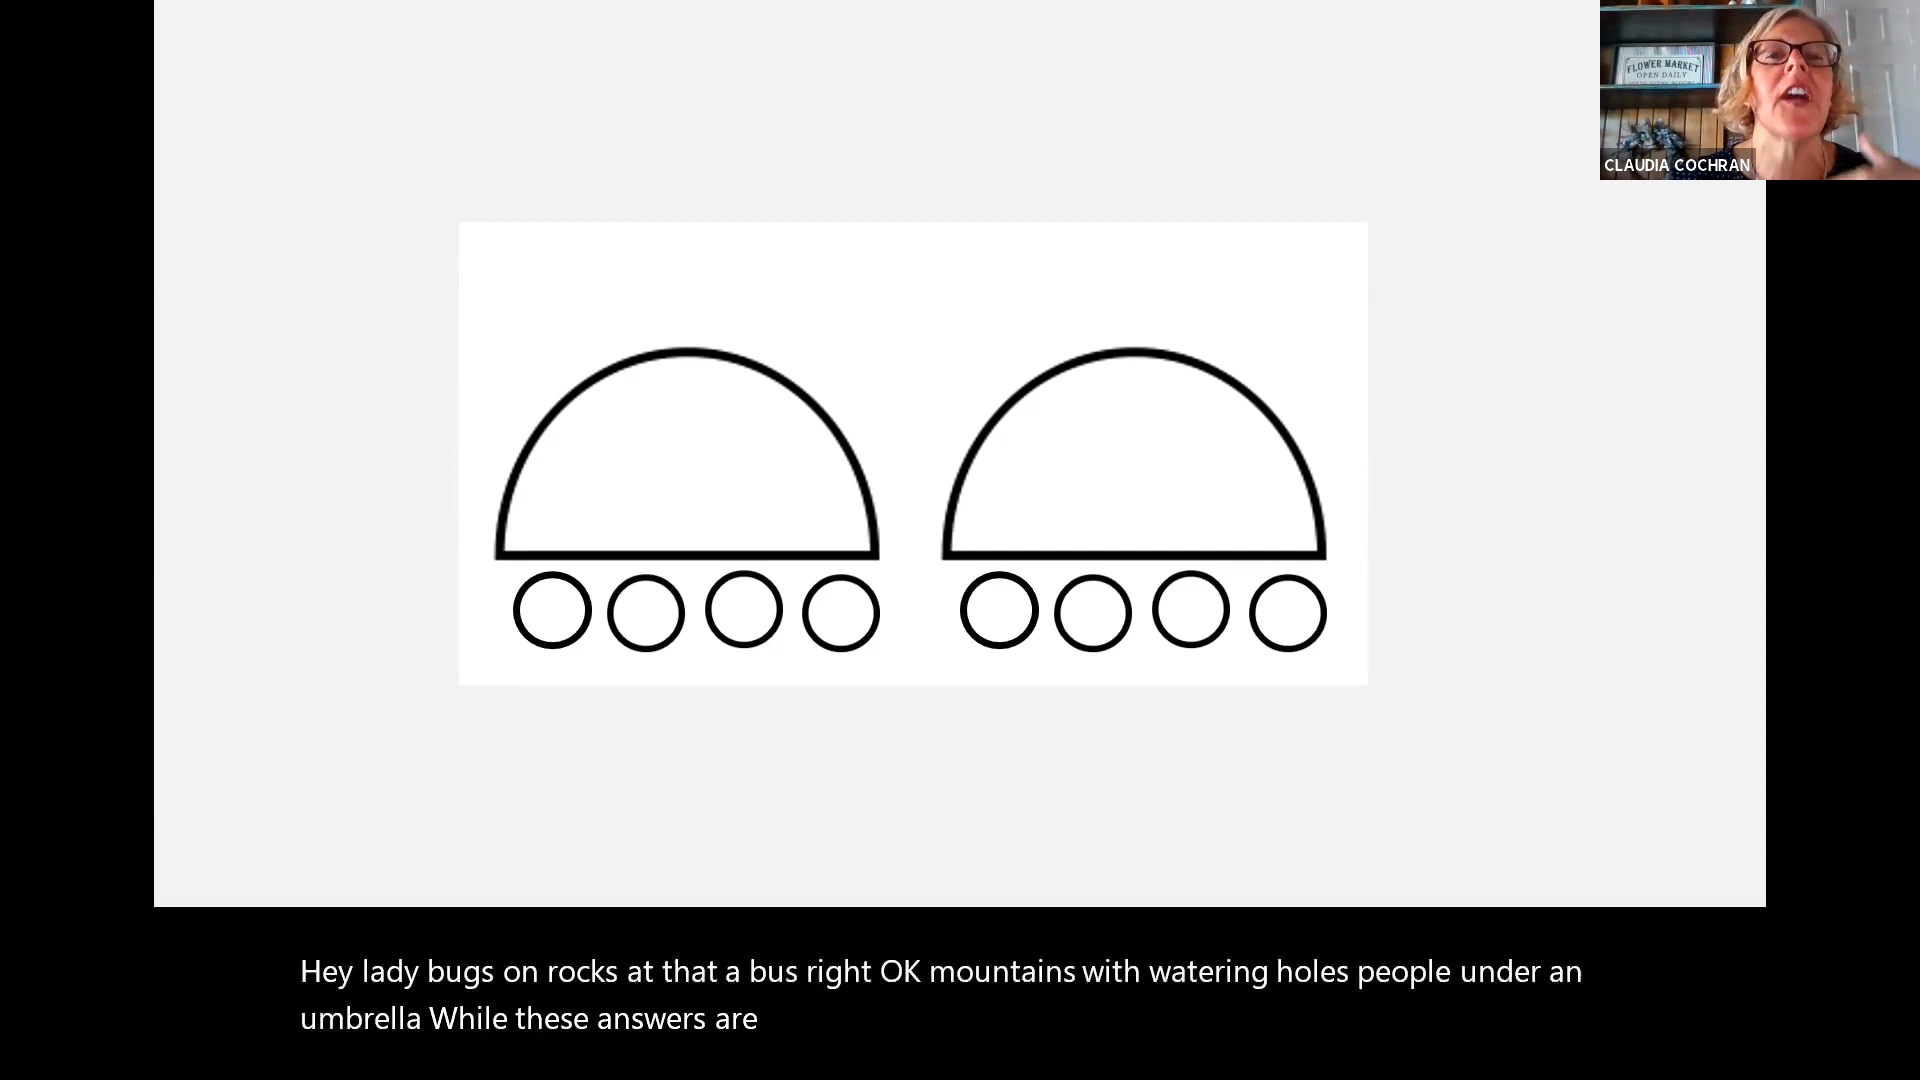 FLOWER MARKET
OPEN DAILY
CLAUDIA COCHRAN
Hey lady bugs on rocks at that a bus right OK mountains with watering holes people under an
umbrella While these answers are